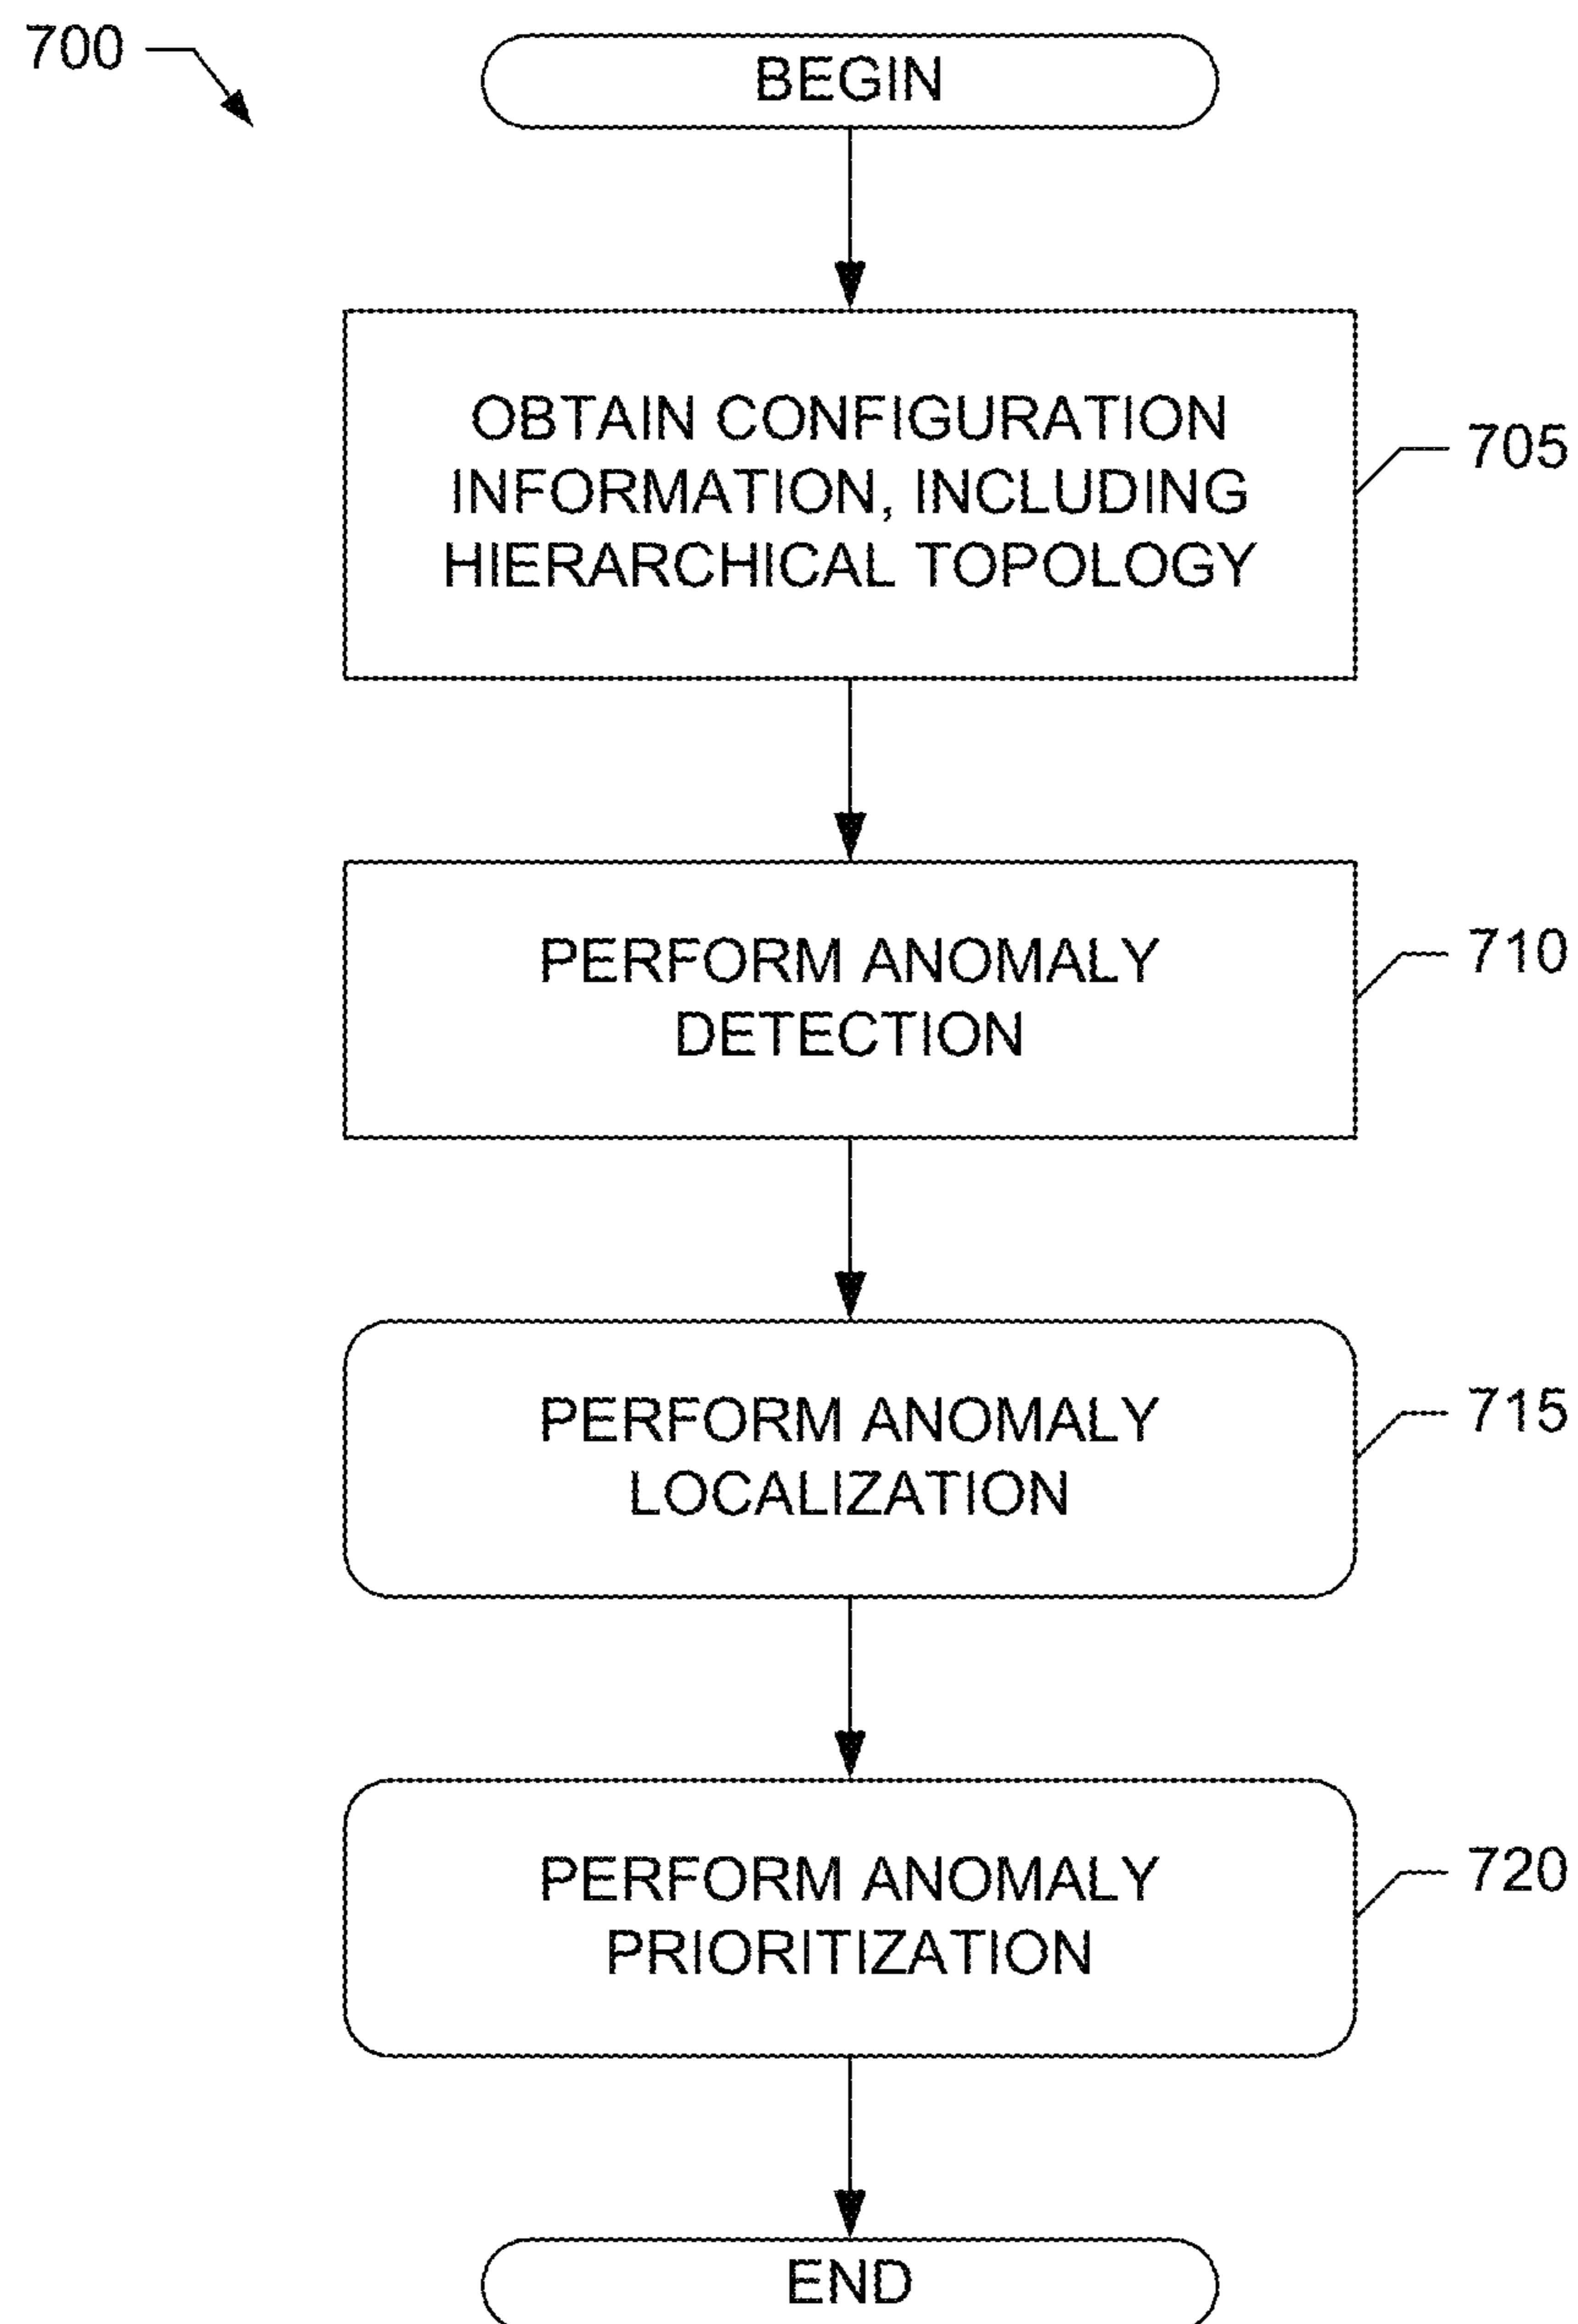 700
BEGIN
OBTAIN CONFIGURATION
INFORMATION, INCLUDING
HIERARCHICAL TOPOLOGY
705
PERFORM ANOMALY
DETECTION
710
PERFORM ANOMALY
LOCALIZATION
715
PERFORM ANOMALY
PRIORITIZATION
720
END